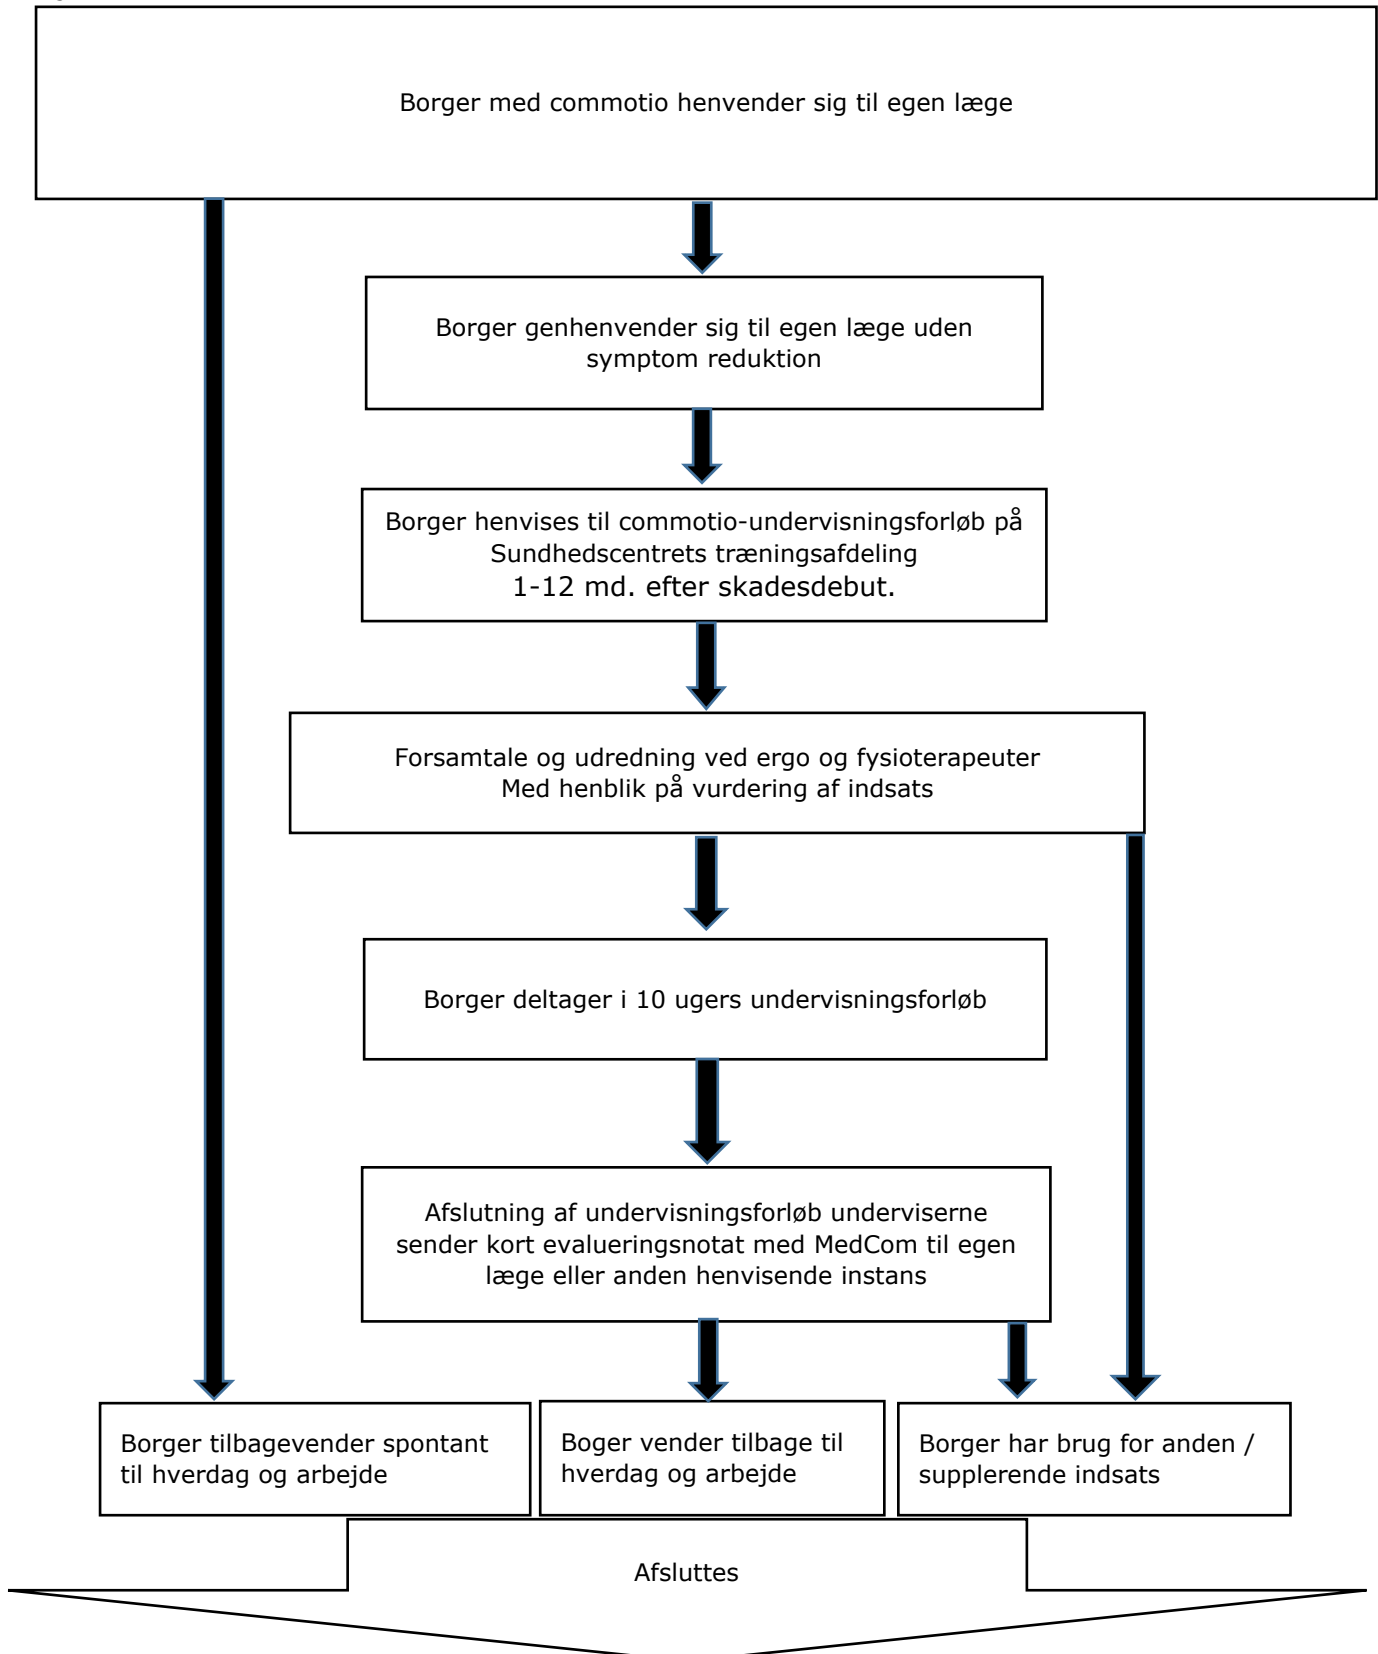 Borger med commotio henvender sig til egen læge
Borger genhenvender sig til egen læge uden
symptom reduktion
Borger henvises til commotio-undervisningsforløb på
Sundhedscentrets træningsafdeling
1-12 md. efter skadesdebut.
Forsamtale og udredning ved ergo og fysioterapeuter
Med henblik på vurdering af indsats
Borger deltager i 10 ugers undervisningsforløb
Afslutning af undervisningsforløb underviserne
sender kort evalueringsnotat med MedCom til egen
læge eller anden henvisende instans
Borger tilbagevender spontant
til hverdag og arbejde
Boger vender tilbage til
hverdag og arbejde
Borger har brug for anden /
supplerende indsats
Afsluttes